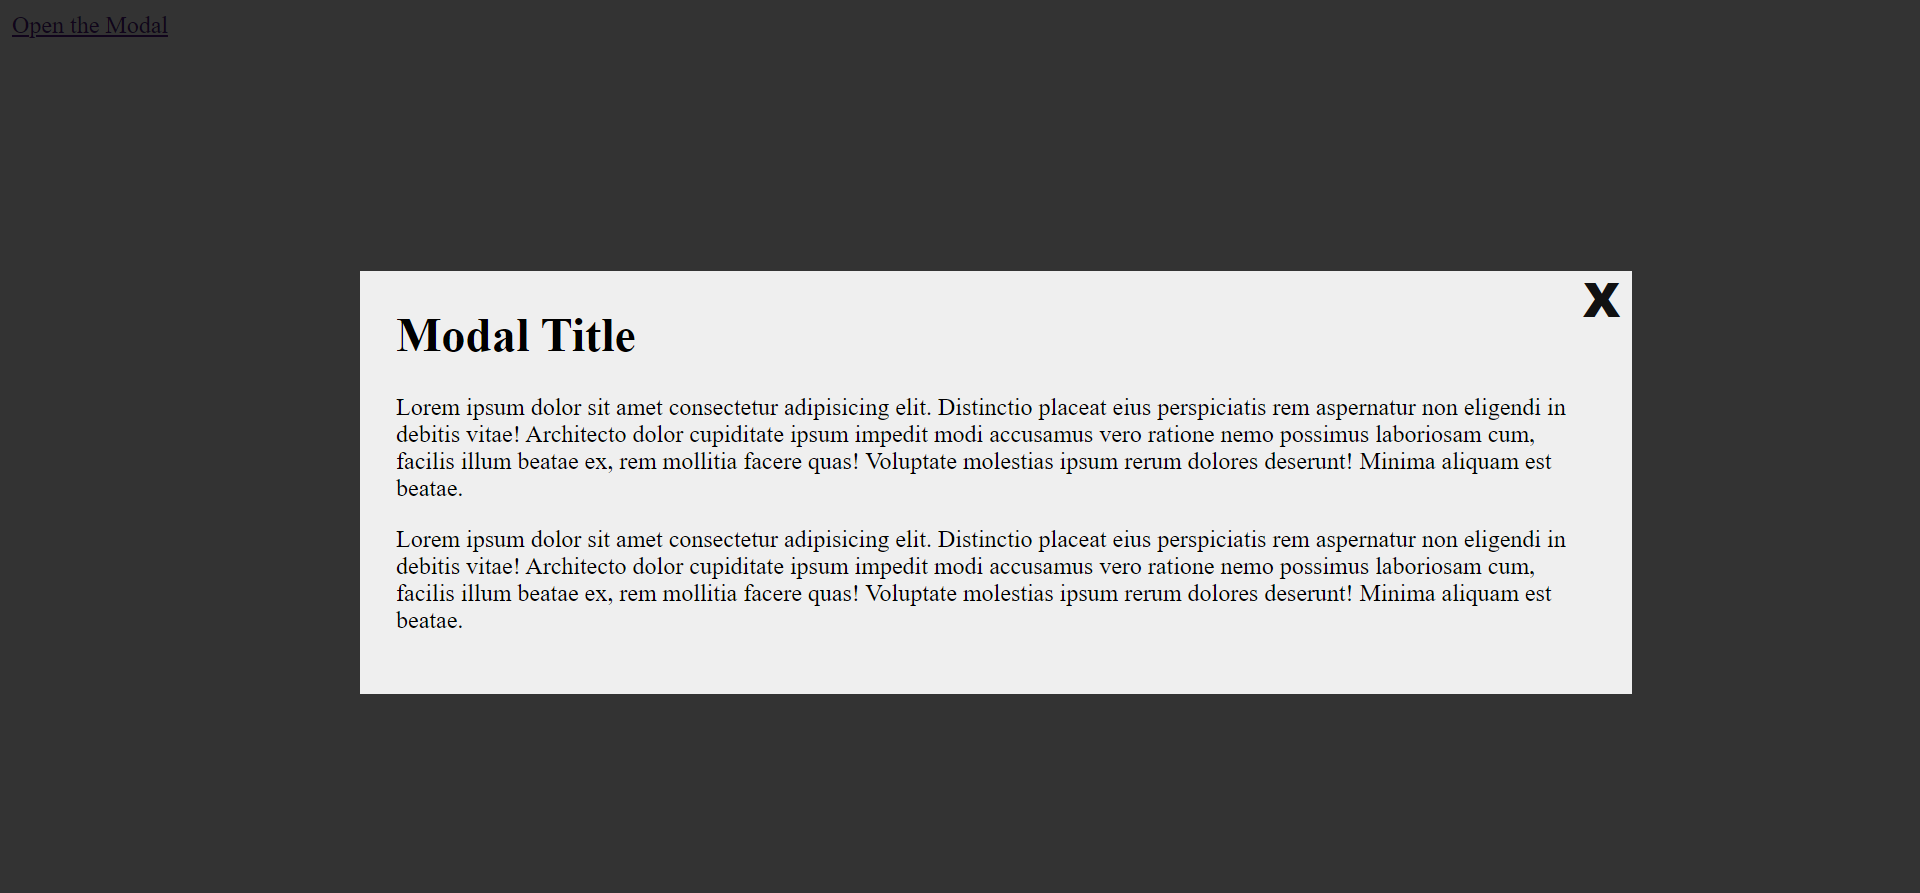 Open the Modal
X
Modal Title
Lorem ipsum dolor sit amet consectetur adipisicing elit. Distinctio placeat eius perspiciatis rem aspernatur non eligendi in
debitis vitae! Architecto dolor cupiditate ipsum impedit modi accusamus vero ratione nemo possimus laboriosam cum,
facilis illum beatae ex, rem mollitia facere quas! Voluptate molestias ipsum rerum dolores deserunt! Minima aliquam est
beatae.
Lorem ipsum dolor sit amet consectetur adipisicing elit. Distinctio placeat eius perspiciatis rem aspernatur non eligendi in
debitis vitae! Architecto dolor cupiditate ipsum impedit modi accusamus vero ratione nemo possimus laboriosam cum,
facilis illum beatae ex, rem mollitia facere quas! Voluptate molestias ipsum rerum dolores deserunt! Minima aliquam est
beatae.